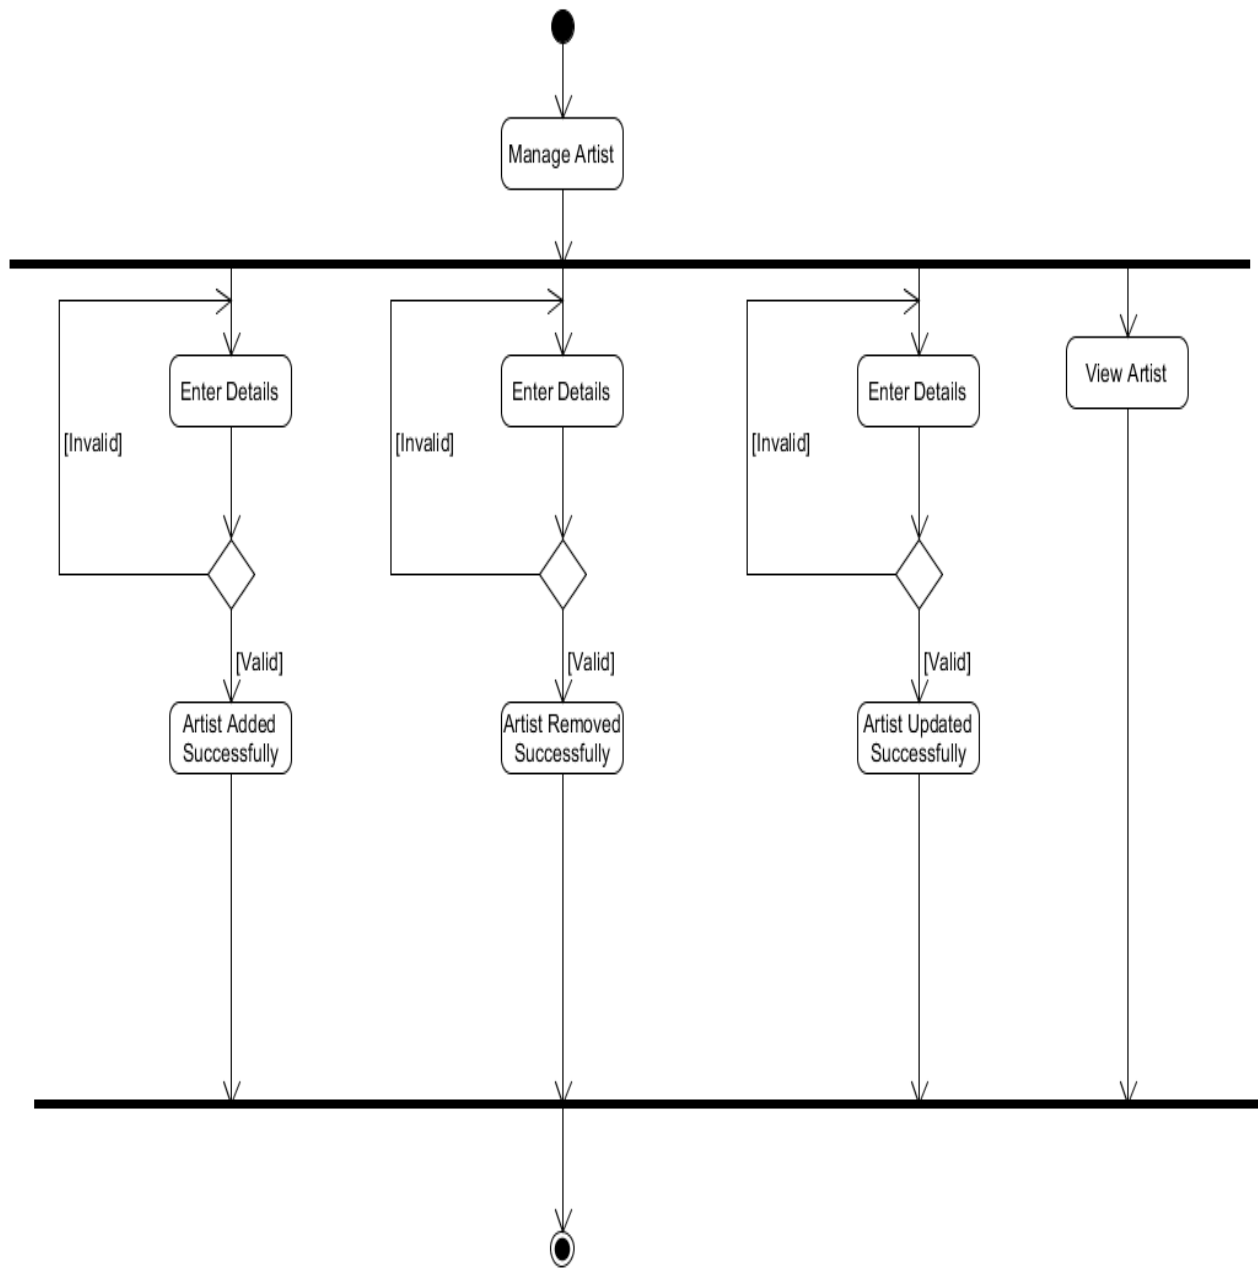 Manage Artist
Enter Details
Enter Details
Enter Details
View Artist
[Invalid]
[Invalid]
[Invalid]
[Valid]
[Valid]
[Valid]
Artist Added
Successfully
Artist Removed
Successfully
Artist Updated
Successfully